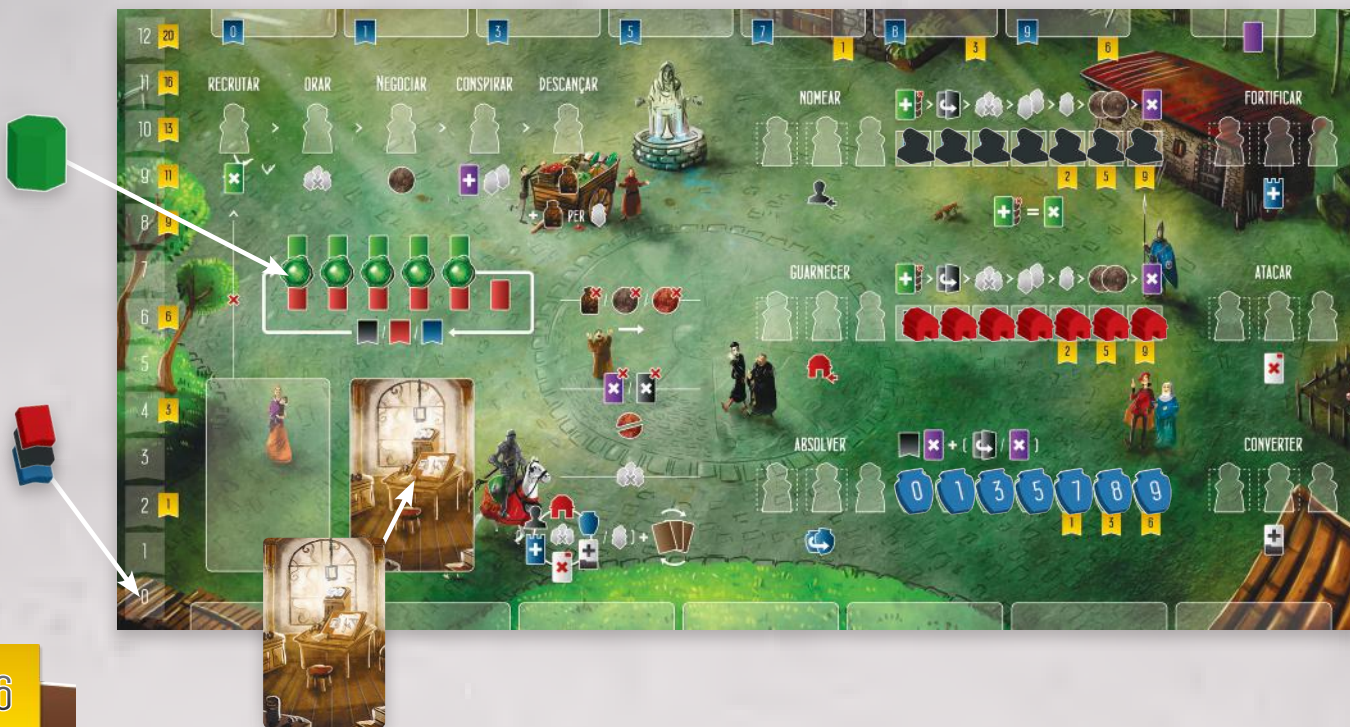 12 20
0 1 3 5 7 8 9
1 3 6
11 16
RECRUTAR ORAR NEGOCIAR CONSPIRAR DESCANÇAR
NOMEAR
FORTIFICAR
10 13
9 11
2 5 9
8 9
+ PER
=
7
GUARNECER
ATACAR
6 6
2 5 9
5
4 3
3
ABSOLVER
+ ( / )
CONVERTER
0 1 3 5 7 8 9
1 3 6
2 1
/ ) +
1
0
6